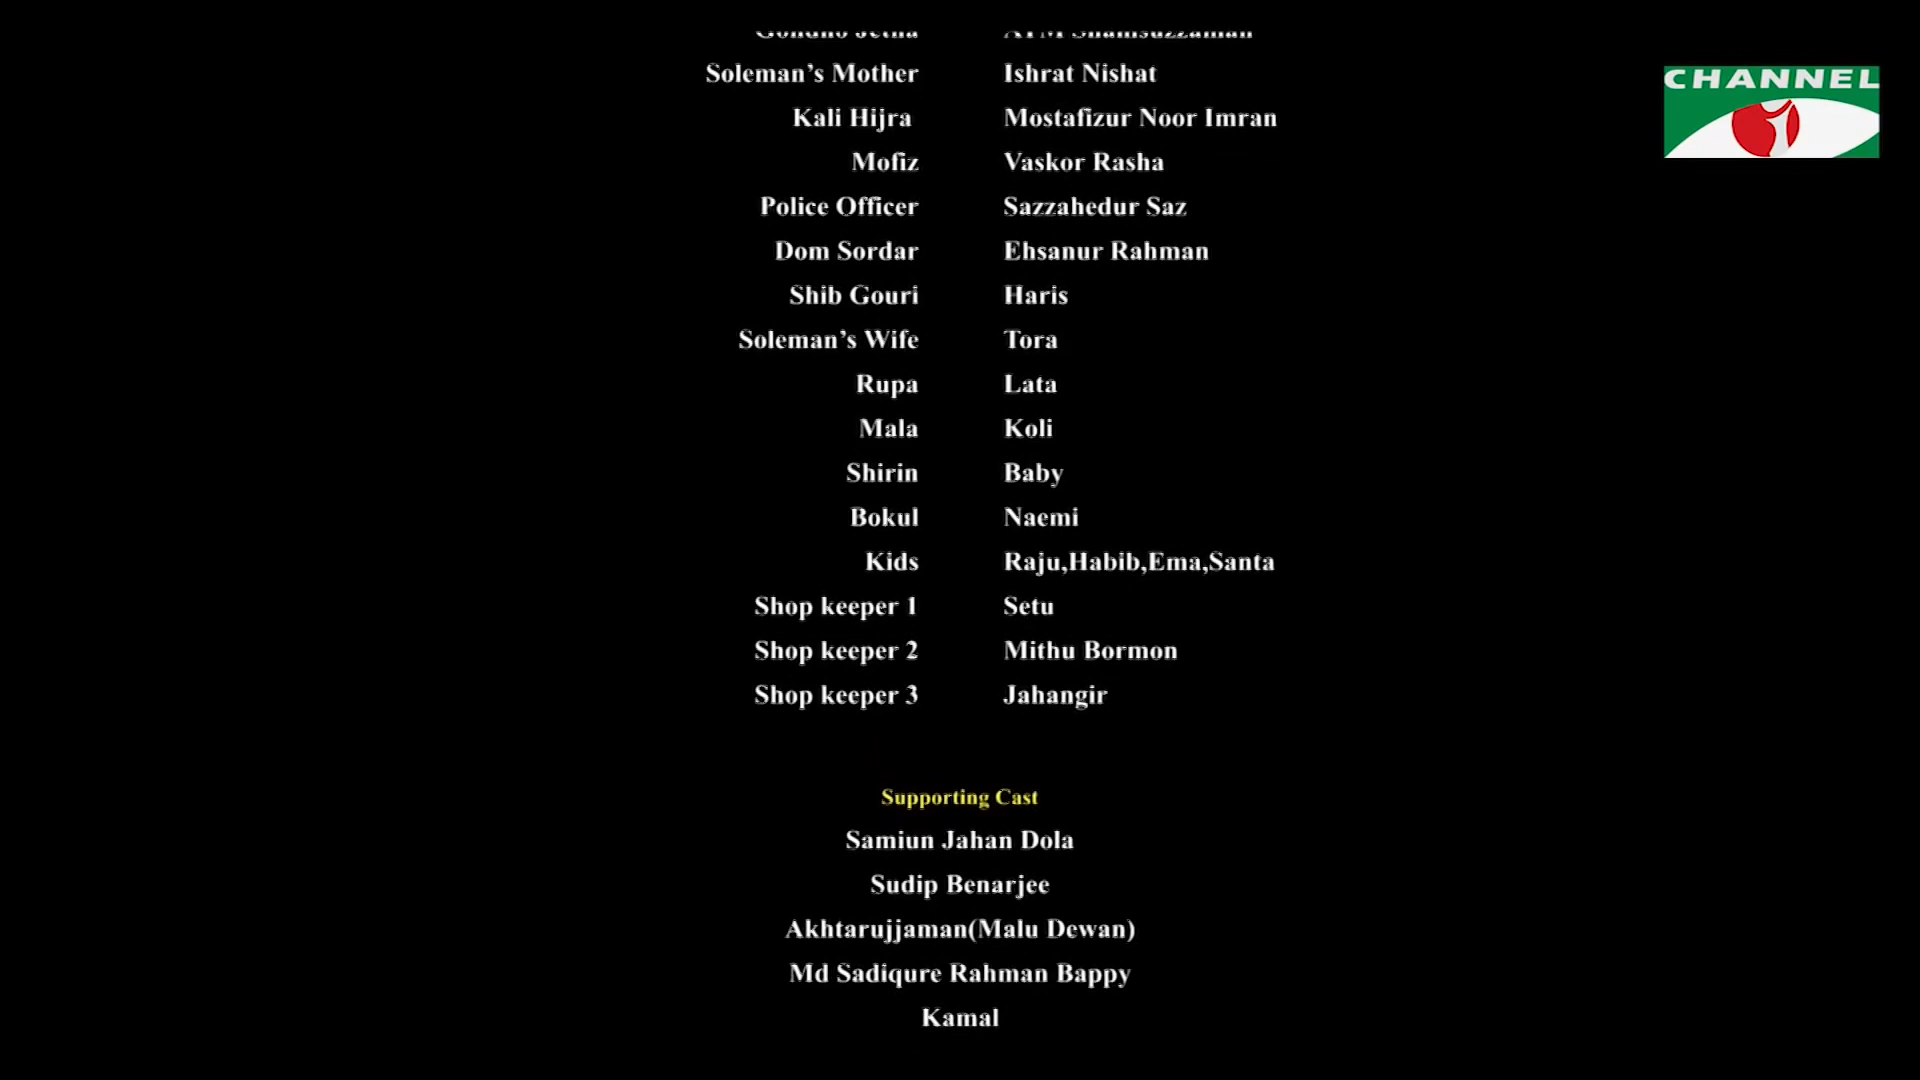 Soleman's Mother Ishrat Nishat
Kali Hijra Mostafizur Noor Imran
Mofiz Vaskor Rasha
Police Officer Sazzahedur Saz
Dom Sordar Ehsanur Rahman
Shib Gouri Haris
Soleman's Wife Tora
Rupa Lata
Mala Koli
Shirin Baby
Bokul Naemi
Kids Raju,Habib,Ema,Santa
Shop keeper 1 Setu
Shop keeper 2 Mithu Bormon
Shop keeper 3 Jahangir
Supporting Cast
Samiun Jahan Dola
Sudip Benarjee
Akhtarujjaman(Malu Dewan)
Md Sadiqure Rahman Bappy
Kamal
CHANNEL